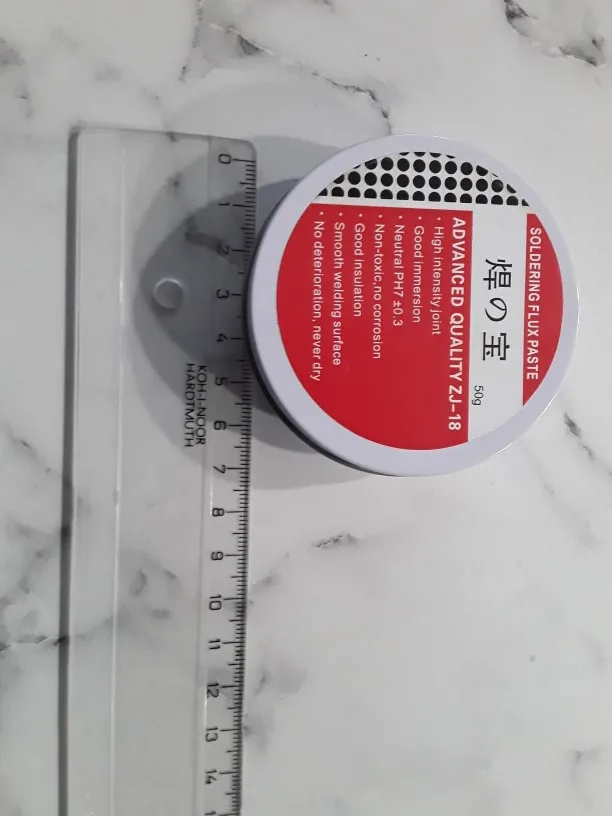 SOLDERING FLUX PASTE
焊の宝
50g
ADVANCED QUALITY ZJ-18
• High intensity joint
• Good immersion
• Neutral PH7 ±0.3
• Non-toxic,no corrosion
• Good insulation
• Smooth welding surface
• No deterioration, never dry
0 1 2 3 4 5 6 7 8 9 10 11 12 13 14
KOH-I-NOOR
HARDTMUTH